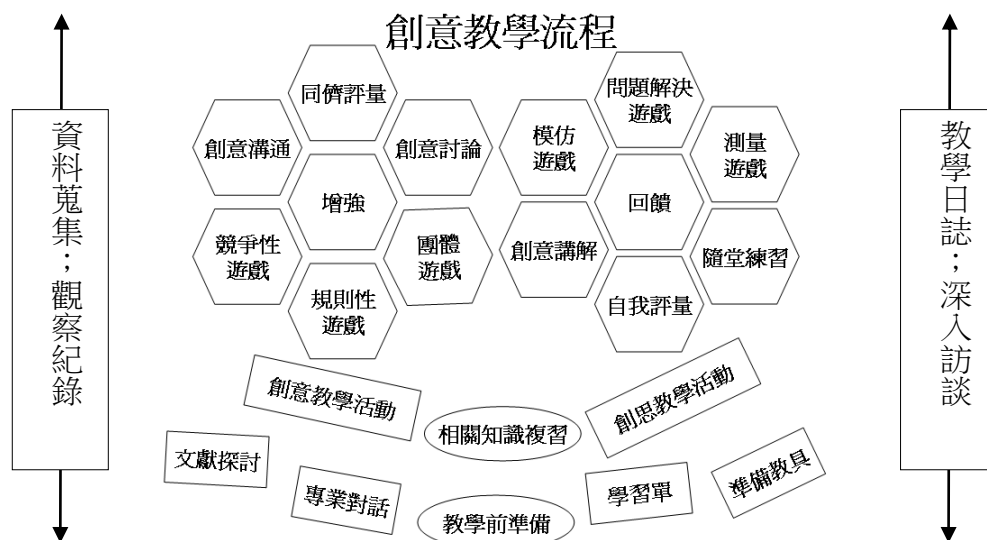 創意教學流程
資料蒐集；觀察紀錄
同儕評量
創意溝通
創意討論
增強
競爭性
遊戲
團體
遊戲
規則性
遊戲
問題解決
遊戲
模仿
遊戲
測量
遊戲
回饋
創意講解
隨堂練習
自我評量
教學日誌；深入訪談
創意教學活動
相關知識複習
創思教學活動
文獻探討
專業對話
教學前準備
學習單
準備教具